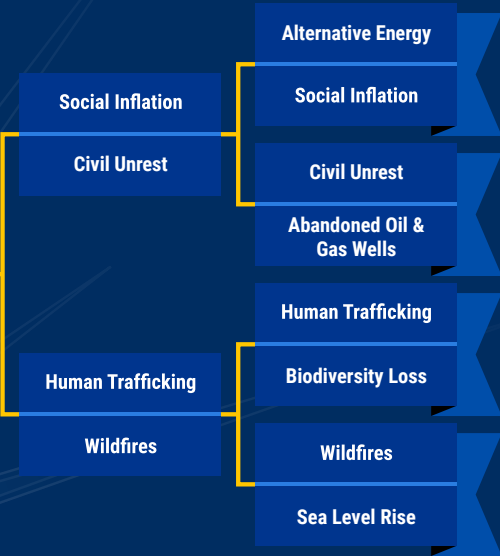 Social Inflation
Civil Unrest
Human Trafficking
Wildfires
Alternative Energy
Social Inflation
Civil Unrest
Abandoned Oil &
Gas Wells
Human Trafficking
Biodiversity Loss
Wildfires
Sea Level Rise